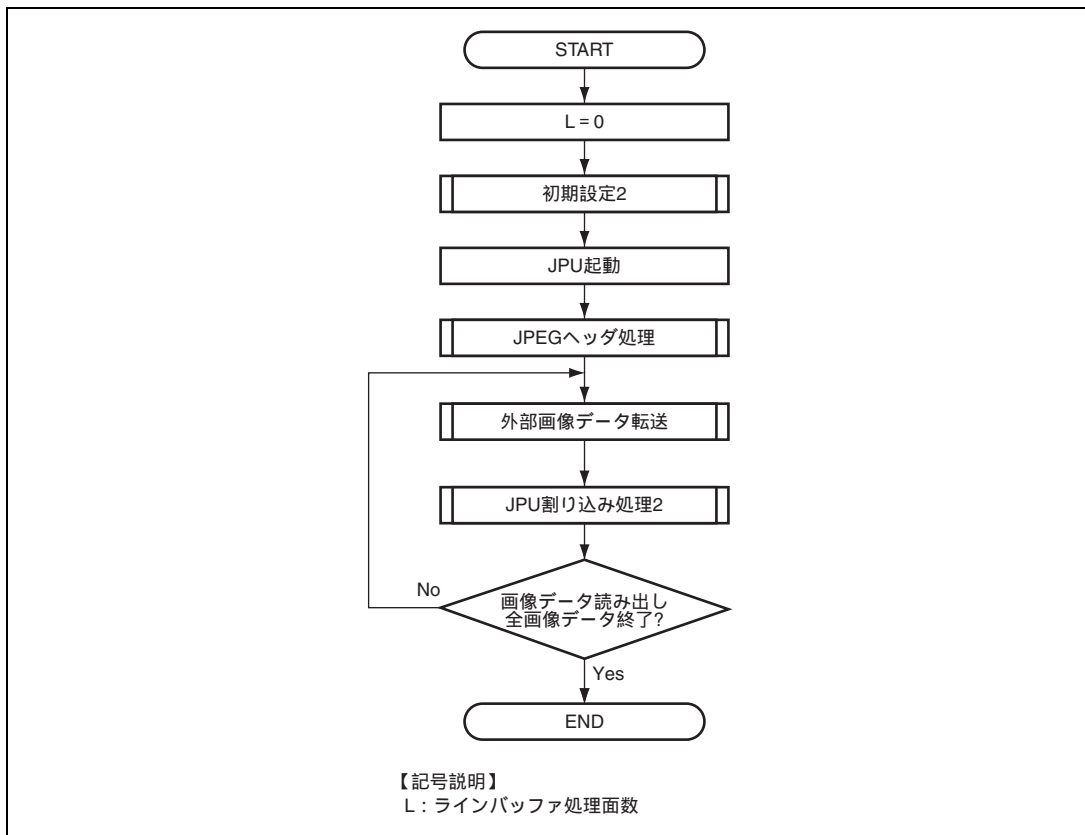 START
L = 0
初期設定2
JPU起動
JPEGヘッダ処理
外部画像データ転送
JPU割り込み処理2
No
画像データ読み出し
全画像データ終了?
Yes
END
【記号説明】
L：ラインバッファ処理面数